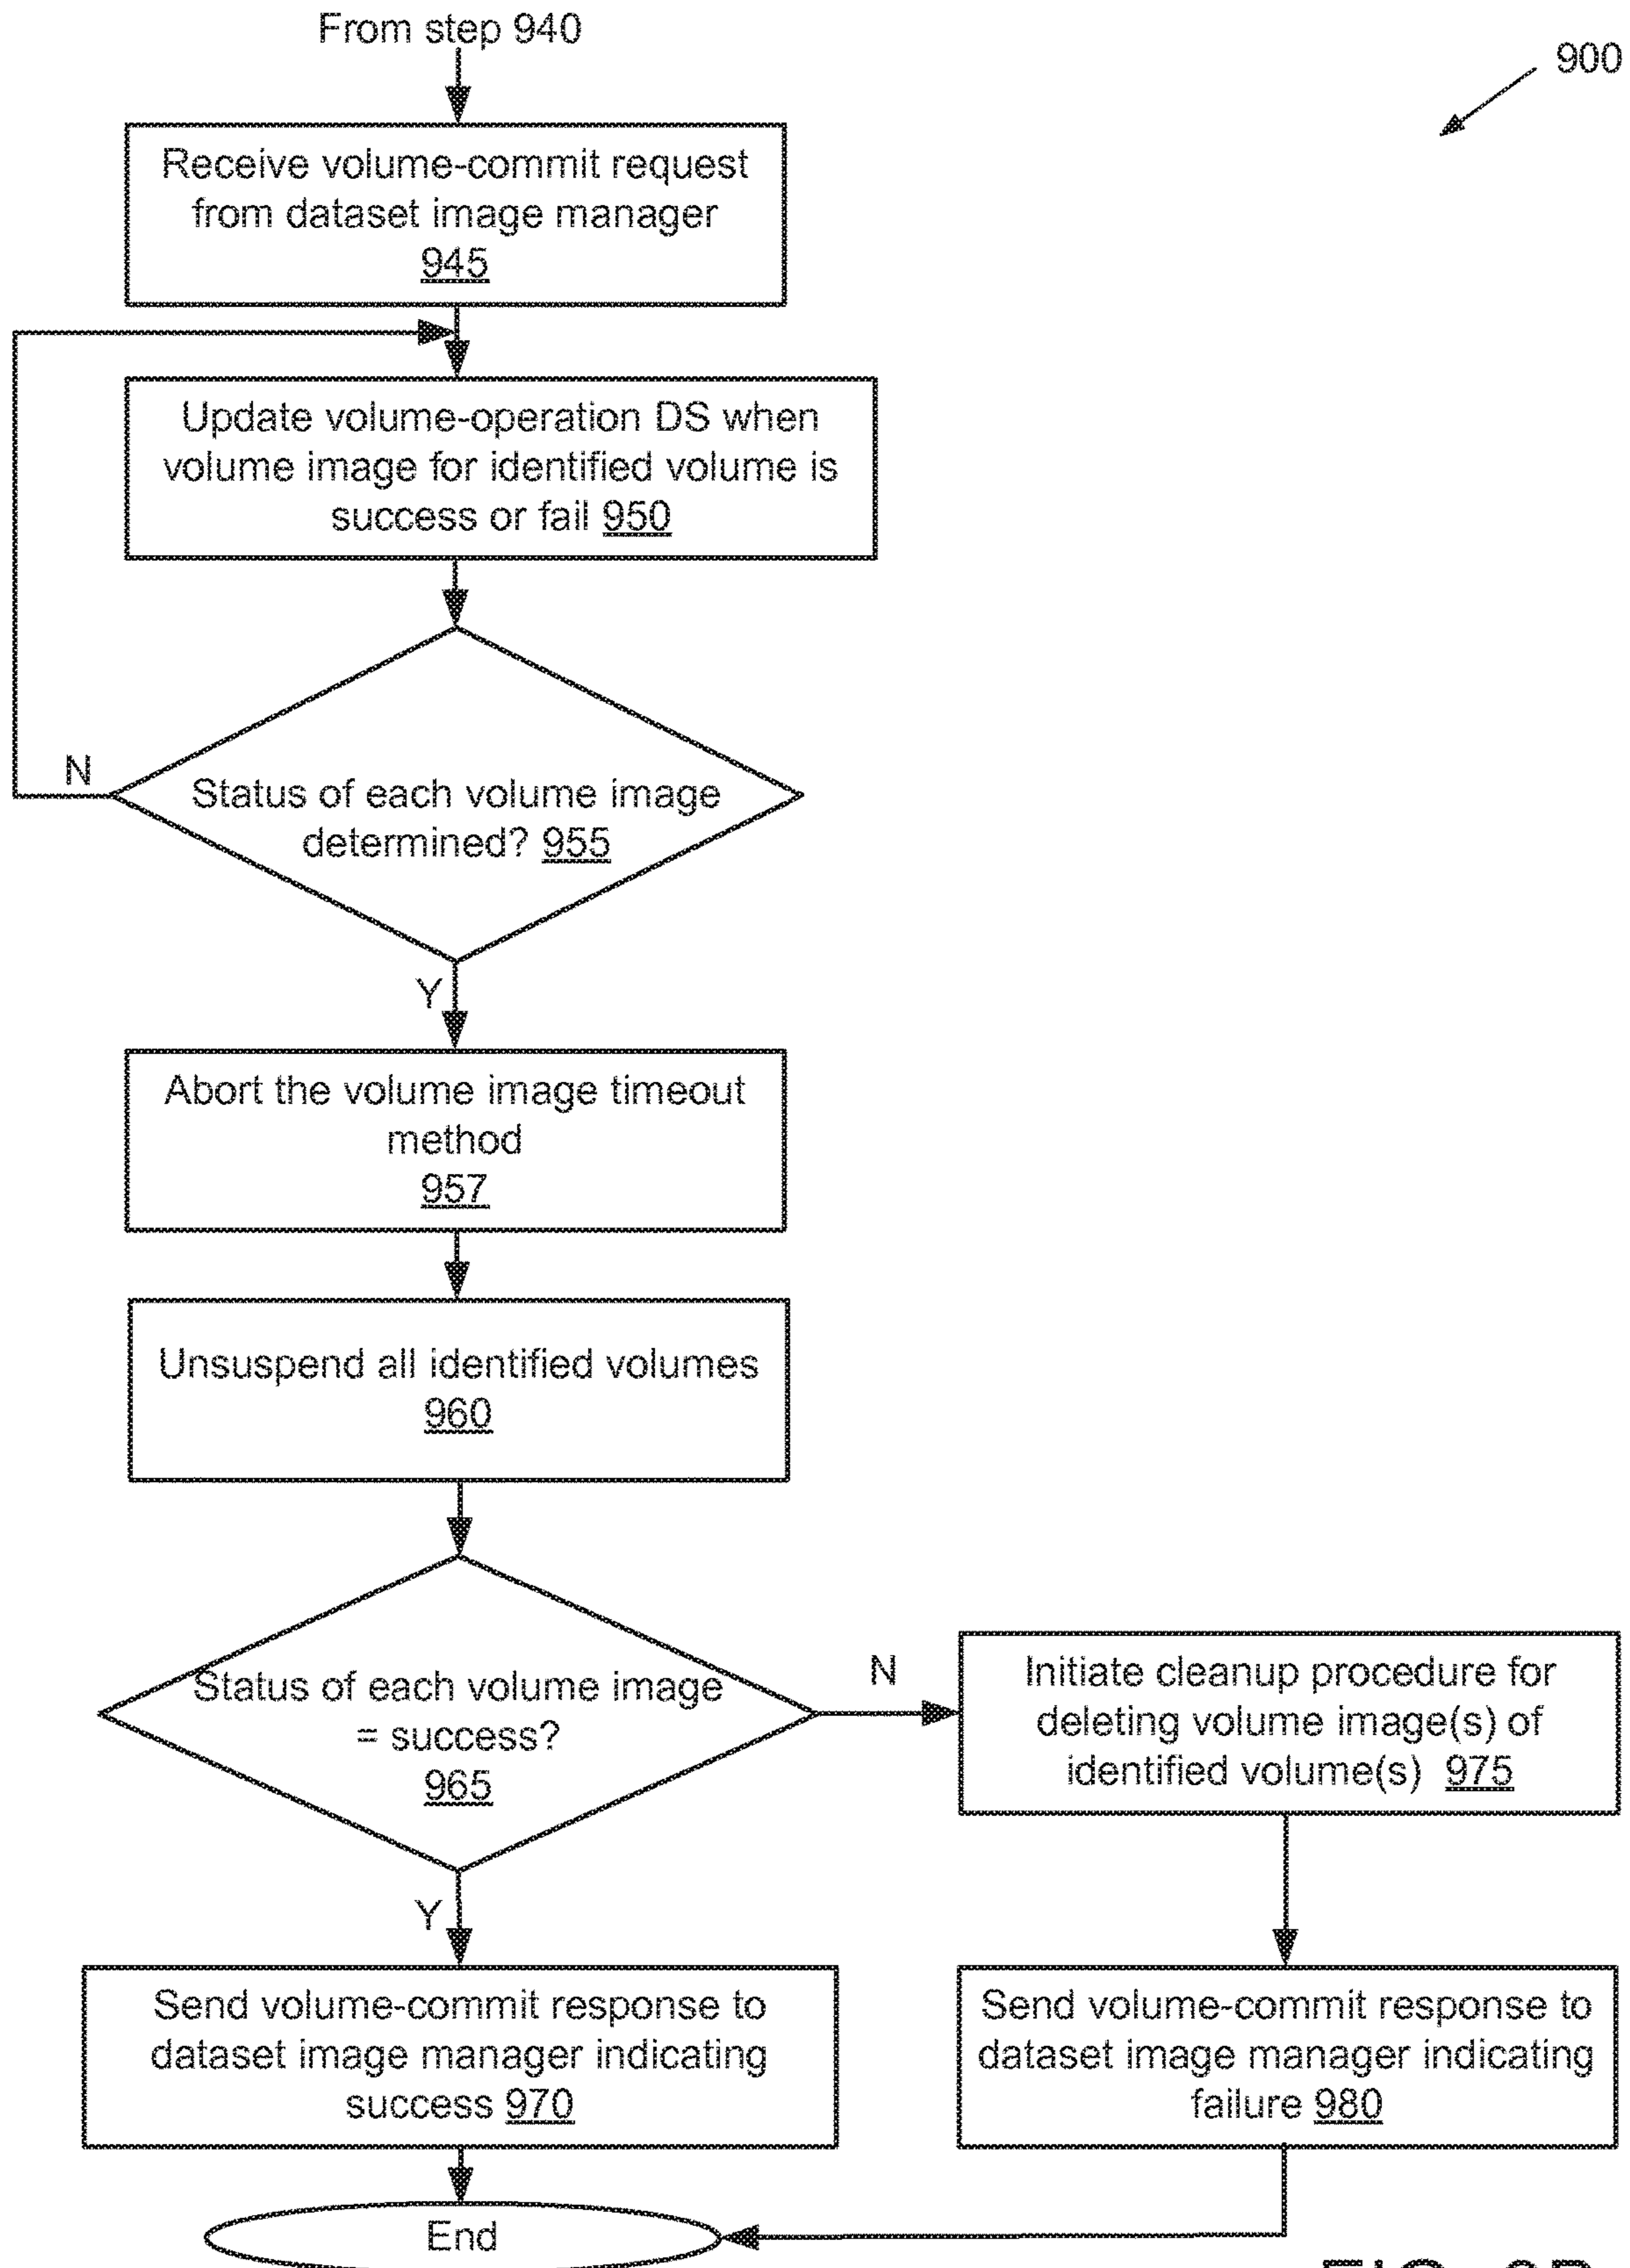 From step 940
900
Receive volume-commit request
from dataset image manager
945
Update volume-operation DS when
volume image for identified volume is
success or fail 950
N
Status of each volume image
determined? 955
Y
Abort the volume image timeout
method
957
Unsuspend all identified volumes
960
Status of each volume image
= success?
965
N
Initiate cleanup procedure for
deleting volume image(s) of
identified volume(s) 975
Y
Send volume-commit response to
dataset image manager indicating
success 970
Send volume-commit response to
dataset image manager indicating
failure 980
End